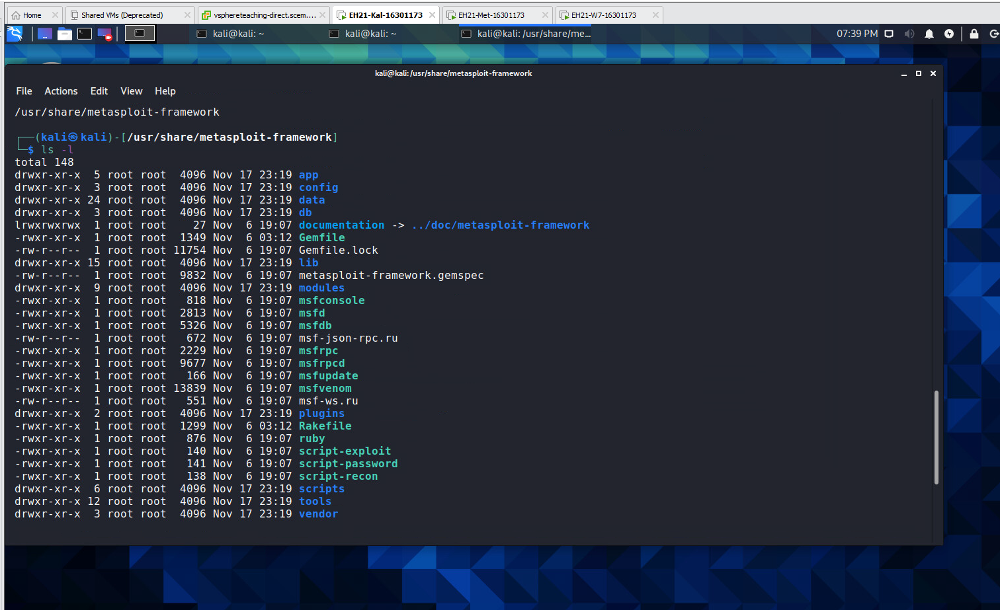 Home
Shared VMs (Deprecated)
vsphereteaching-direct.scem....
EH21-Kal-16301173
EH21-Met-16301173
EH21-W7-16301173
kali@kali: ~
kali@kali: ~
kali@kali: /usr/share/me...
07:39 PM
kali@kali: /usr/share/metasploit-framework
File Actions Edit View Help
/usr/share/metasploit-framework
┌──(kali㉿kali)-[/usr/share/metasploit-framework]
└─$ ls -l
total 148
drwxr-xr-x  5 root root  4096 Nov 17 23:19 app
drwxr-xr-x  3 root root  4096 Nov 17 23:19 config
drwxr-xr-x 24 root root  4096 Nov 17 23:19 data
drwxr-xr-x  3 root root  4096 Nov 17 23:19 db
lrwxrwxrwx  1 root root    27 Nov  6 19:07 documentation -> ../doc/metasploit-framework
-rwxr-xr-x  1 root root  1349 Nov  6 03:12 Gemfile
-rw-r--r--  1 root root 11754 Nov  6 19:07 Gemfile.lock
drwxr-xr-x 15 root root  4096 Nov 17 23:19 lib
-rw-r--r--  1 root root  9832 Nov  6 19:07 metasploit-framework.gemspec
drwxr-xr-x  9 root root  4096 Nov 17 23:19 modules
-rwxr-xr-x  1 root root   818 Nov  6 19:07 msfconsole
-rwxr-xr-x  1 root root  2813 Nov  6 19:07 msfd
-rwxr-xr-x  1 root root  5326 Nov  6 19:07 msfdb
-rw-r--r--  1 root root   672 Nov  6 19:07 msf-json-rpc.ru
-rwxr-xr-x  1 root root  2229 Nov  6 19:07 msfrpc
-rwxr-xr-x  1 root root  9677 Nov  6 19:07 msfrpcd
-rwxr-xr-x  1 root root   166 Nov  6 19:07 msfupdate
-rwxr-xr-x  1 root root 13839 Nov  6 19:07 msfvenom
-rw-r--r--  1 root root   551 Nov  6 19:07 msf-ws.ru
drwxr-xr-x  2 root root  4096 Nov 17 23:19 plugins
-rwxr-xr-x  1 root root  1299 Nov  6 03:12 Rakefile
-rwxr-xr-x  1 root root   876 Nov  6 19:07 ruby
-rwxr-xr-x  1 root root   140 Nov  6 19:07 script-exploit
-rwxr-xr-x  1 root root   141 Nov  6 19:07 script-password
-rwxr-xr-x  1 root root   138 Nov  6 19:07 script-recon
drwxr-xr-x  6 root root  4096 Nov 17 23:19 scripts
drwxr-xr-x 12 root root  4096 Nov 17 23:19 tools
drwxr-xr-x  3 root root  4096 Nov 17 23:19 vendor